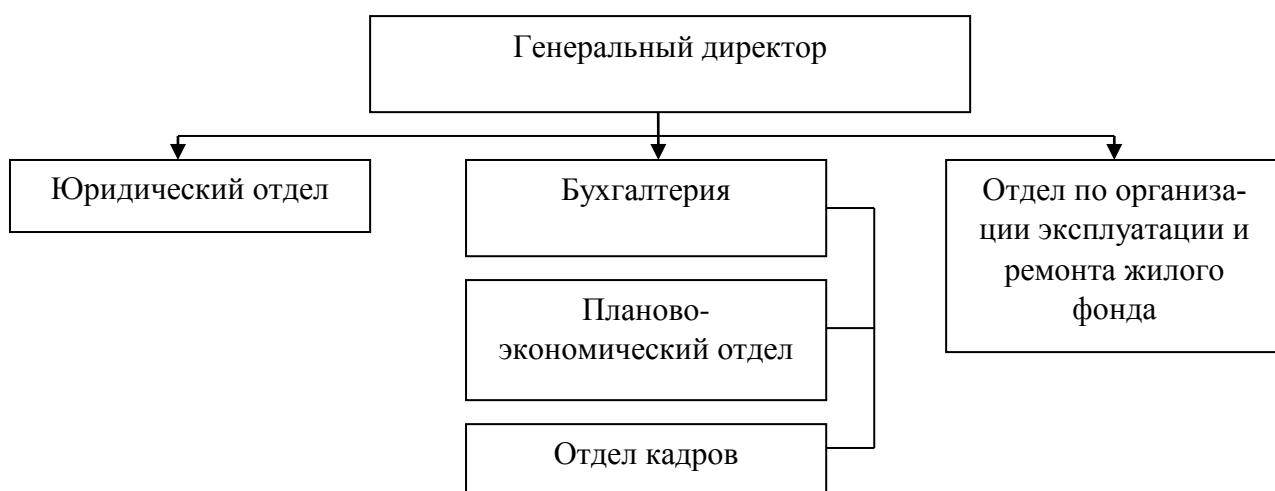 Генеральный директор
Юридический отдел
Бухгалтерия
Отдел по организа-
ции эксплуатации и
ремонта жилого
фонда
Планово-
экономический отдел
Отдел кадров